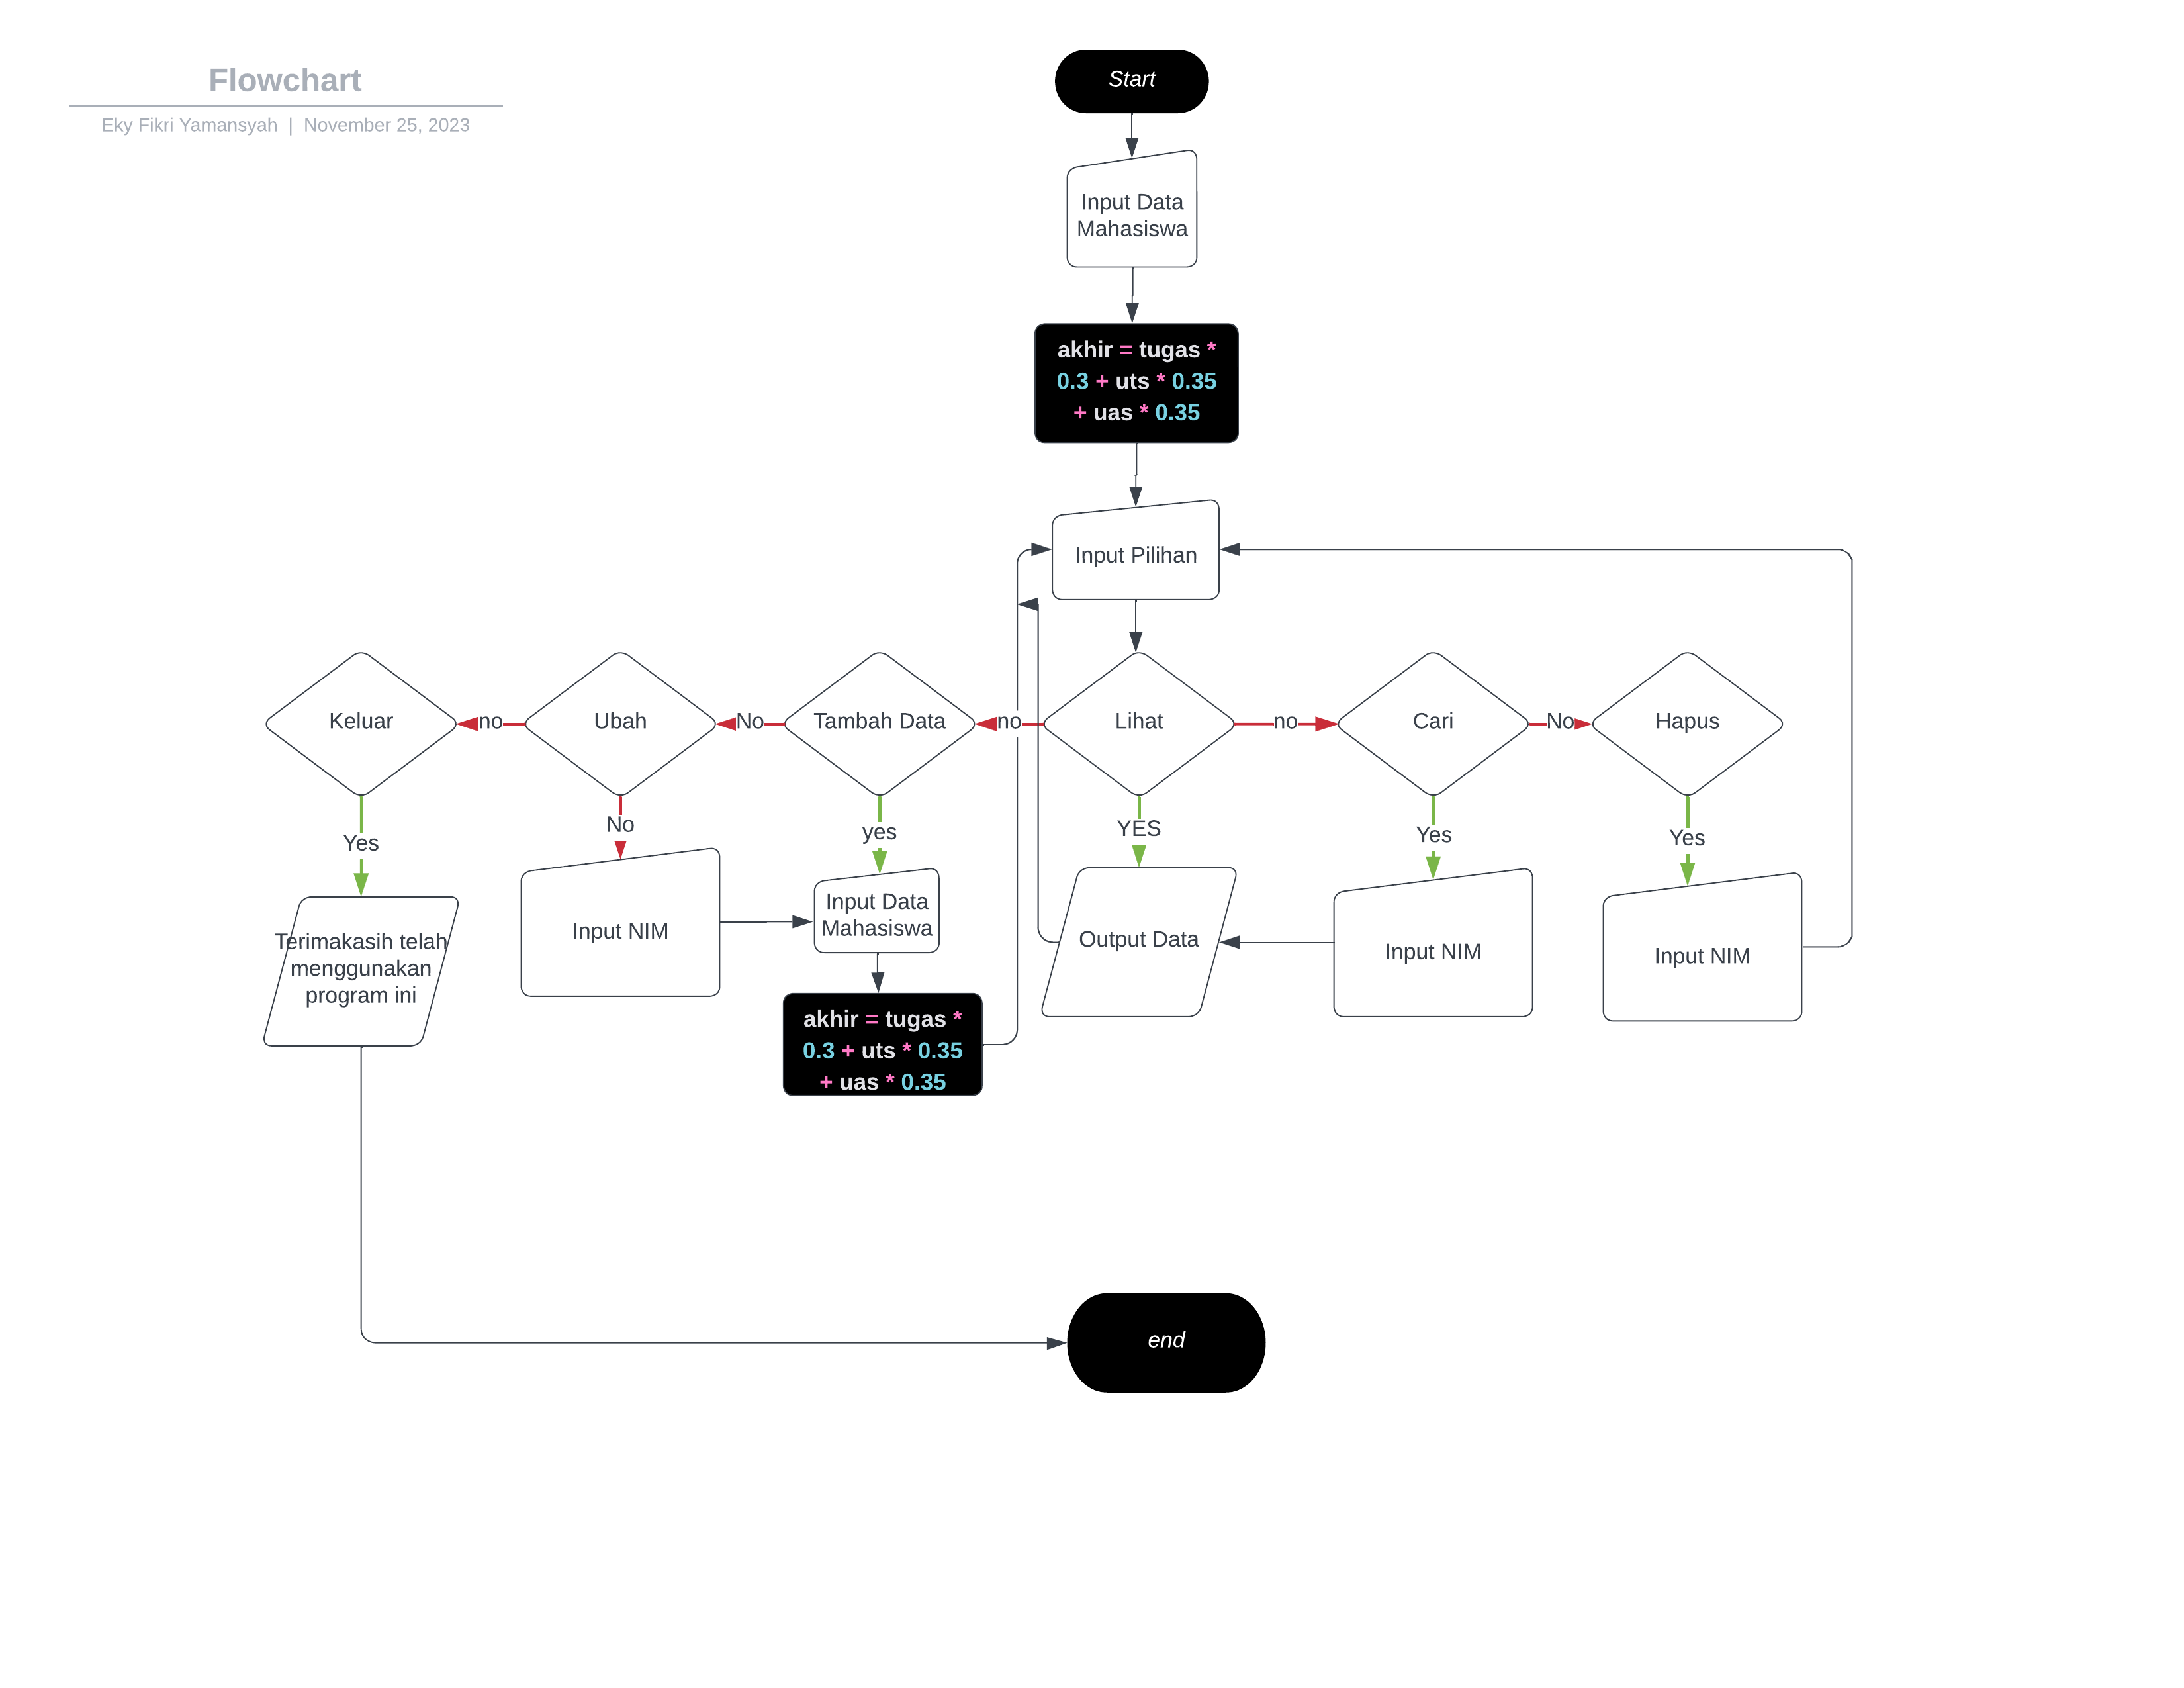 Flowchart
Eky Fikri Yamansyah | November 25, 2023
Start
Input Data
Mahasiswa
akhir = tugas *
0.3 + uts * 0.35
+ uas * 0.35
Input Pilihan
Keluar
no
Ubah
No
Tambah Data
no
Lihat
no
Cari
No
Hapus
Yes
No
yes
YES
Yes
Yes
Terimakasih telah
menggunakan
program ini
Input NIM
Input Data
Mahasiswa
Output Data
Input NIM
Input NIM
akhir = tugas *
0.3 + uts * 0.35
+ uas * 0.35
end